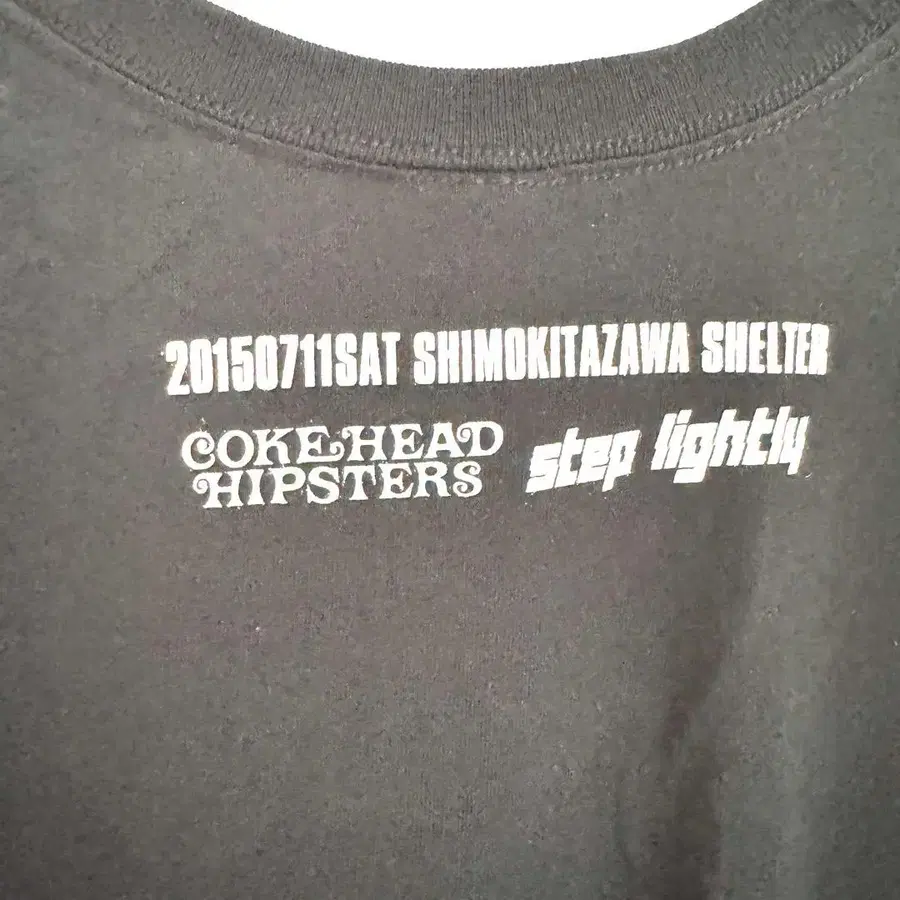 20150711SAT SHIMOKITAZAWA SHELTER
COKEHEAD
HIPSTERS
step lightly